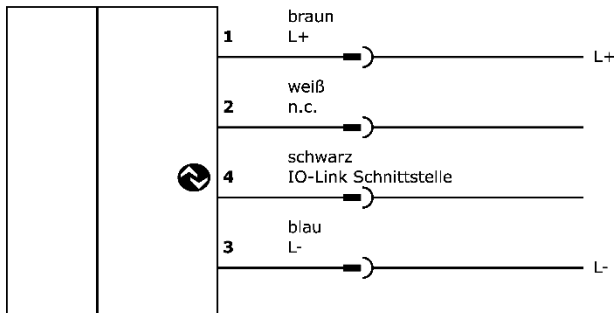 braun
1 L+
L+
weiß
2 n.c.
schwarz
4 IO-Link Schnittstelle
blau
3 L-
L-